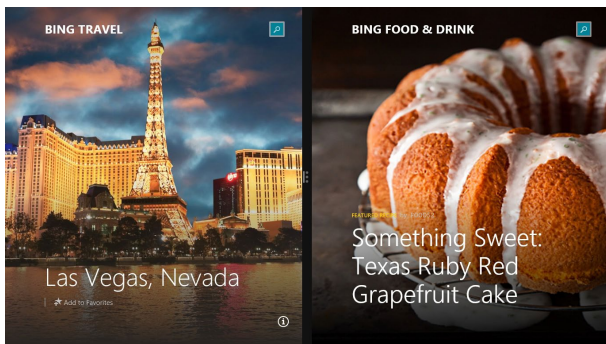 BING TRAVEL
Las Vegas, Nevada
Add to Favorites
BING FOOD & DRINK
Something Sweet:
Texas Ruby Red
Grapefruit Cake